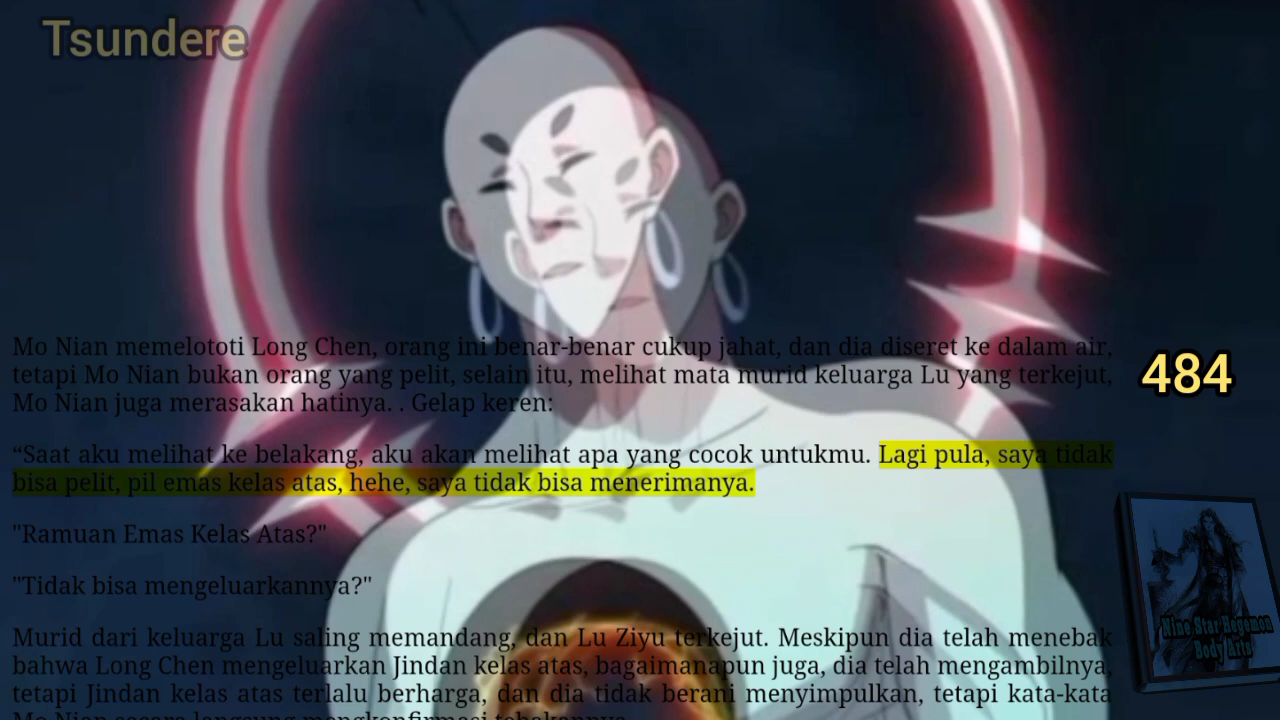 Tsundere
Mo Nian memelototi Long Chen, orang ini benar-benar cukup jahat, dan dia diseret ke dalam air,
tetapi Mo Nian bukan orang yang pelit, selain itu, melihat mata murid keluarga Lu yang terkejut,
Mo Nian juga merasakan hatinya. . Gelap keren:
484
“Saat aku melihat ke belakang, aku akan melihat apa yang cocok untukmu. Lagi pula, saya tidak
bisa pelit, pil emas kelas atas, hehe, saya tidak bisa menerimanya.
"Ramuan Emas Kelas Atas?"
"Tidak bisa mengeluarkannya?"
Murid dari keluarga Lu saling memandang, dan Lu Ziyu terkejut. Meskipun dia telah menebak
bahwa Long Chen mengeluarkan Jindan kelas atas, bagaimanapun juga, dia telah mengambilnya,
tetapi Jindan kelas atas terlalu berharga, dan dia tidak berani menyimpulkan, tetapi kata-kata
Mo Nian secara langsung mengkonfirmasi tebakannya.
Nine Star Hegemon
Body Arts